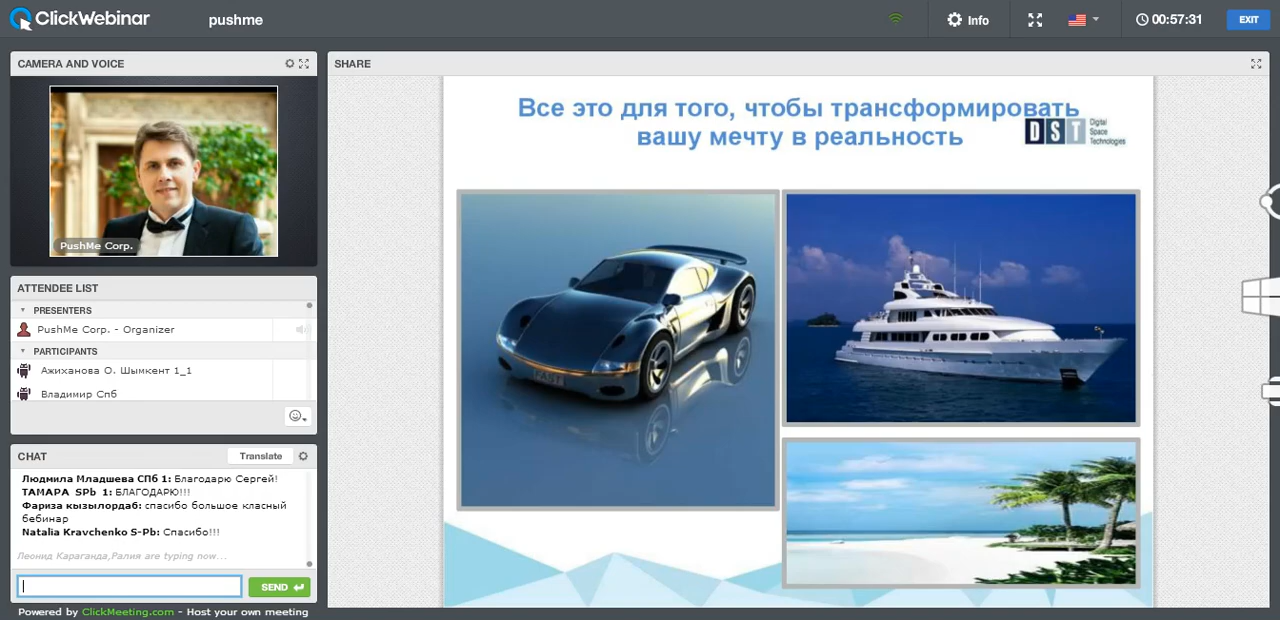 ClickWebinar
pushme
Info
00:57:31
EXIT
CAMERA AND VOICE
PushMe Corp.
ATTENDEE LIST
PRESENTERS
PushMe Corp. - Organizer
PARTICIPANTS
Ажиханова О. Шымкент 1_1
Владимир Спб
CHAT
Translate
Людмила Младшева СПб 1: Благодарю Сергей!
ТАМАРА_SPb_1: БЛАГОДАРЮ!!!
Фариза кызылордаб: спасибо большое класный
бебинар
Natalia Kravchenko S-Pb: Спасибо!!!
Леонид Караганда,Ралия are typing now...
SEND
Powered by ClickMeeting.com - Host your own meeting
SHARE
Все это для того, чтобы трансформировать
вашу мечту в реальность
DST
Digital
Space
Technologies
FAST